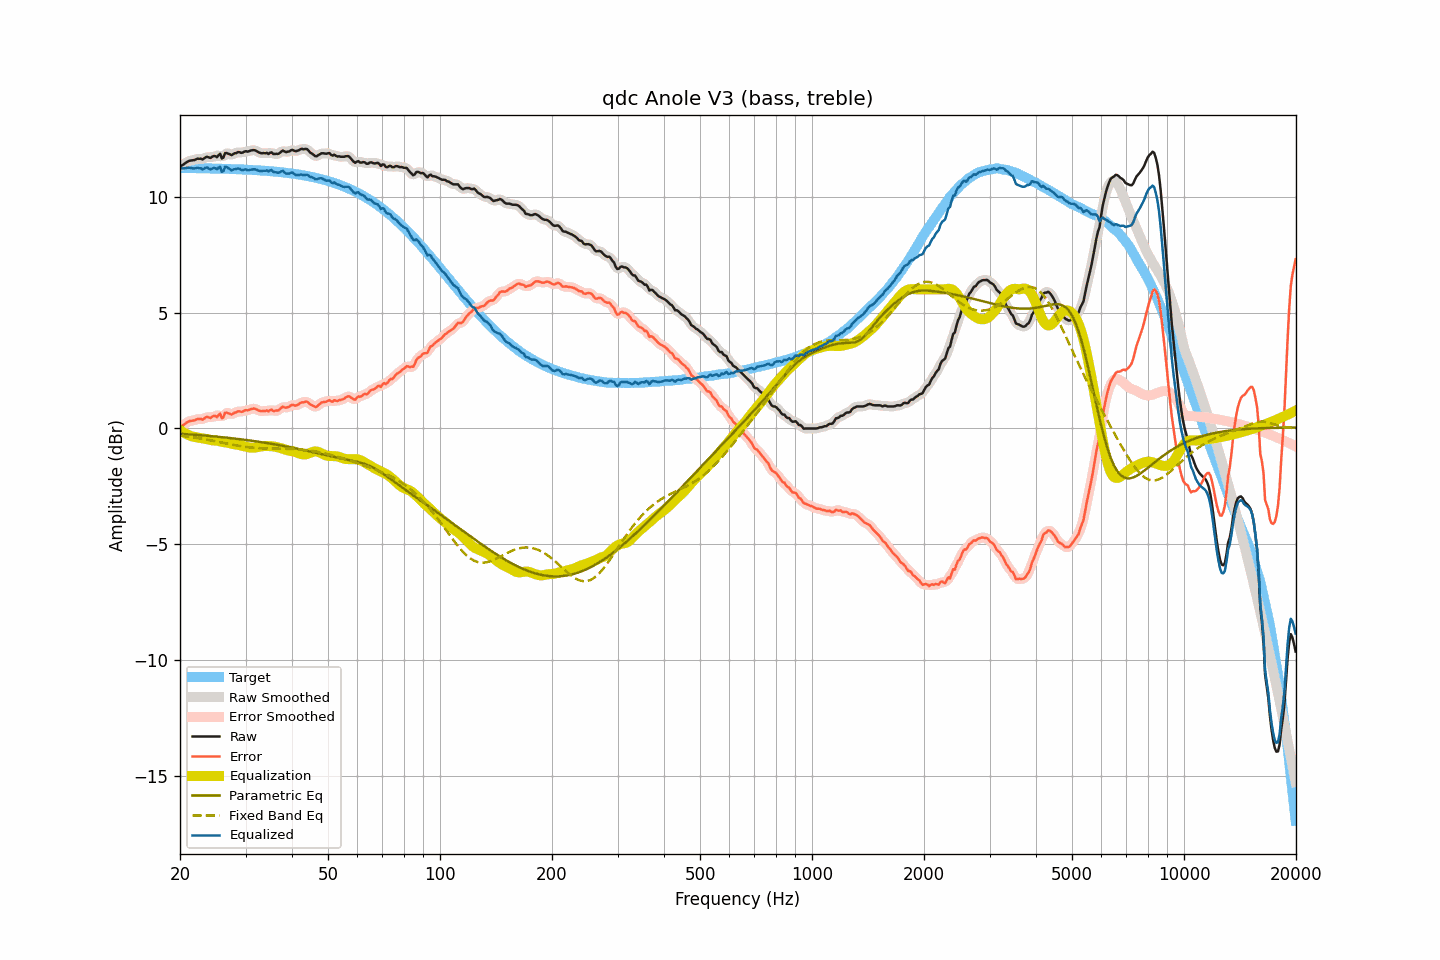 qdc Anole V3 (bass, treble)
Amplitude (dBr)
10
5
0
−5
−10
−15
Target
Raw Smoothed
Error Smoothed
Raw
Error
Equalization
Parametric Eq
Fixed Band Eq
Equalized
20 50 100 200 500 1000 2000 5000 10000 20000
Frequency (Hz)